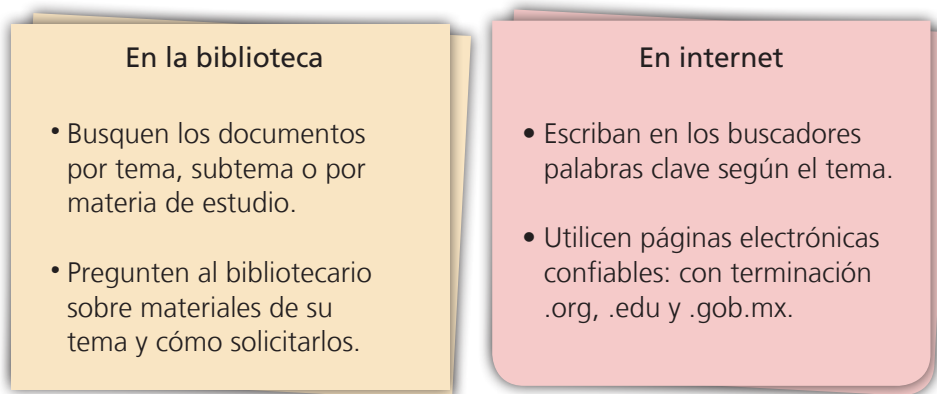 En la biblioteca
• Busquen los documentos
por tema, subtema o por
materia de estudio.
• Pregunten al bibliotecario
sobre materiales de su
tema y cómo solicitarlos.
En internet
• Escriban en los buscadores
palabras clave según el tema.
• Utilicen páginas electrónicas
confiables: con terminación
.org, .edu y .gob.mx.